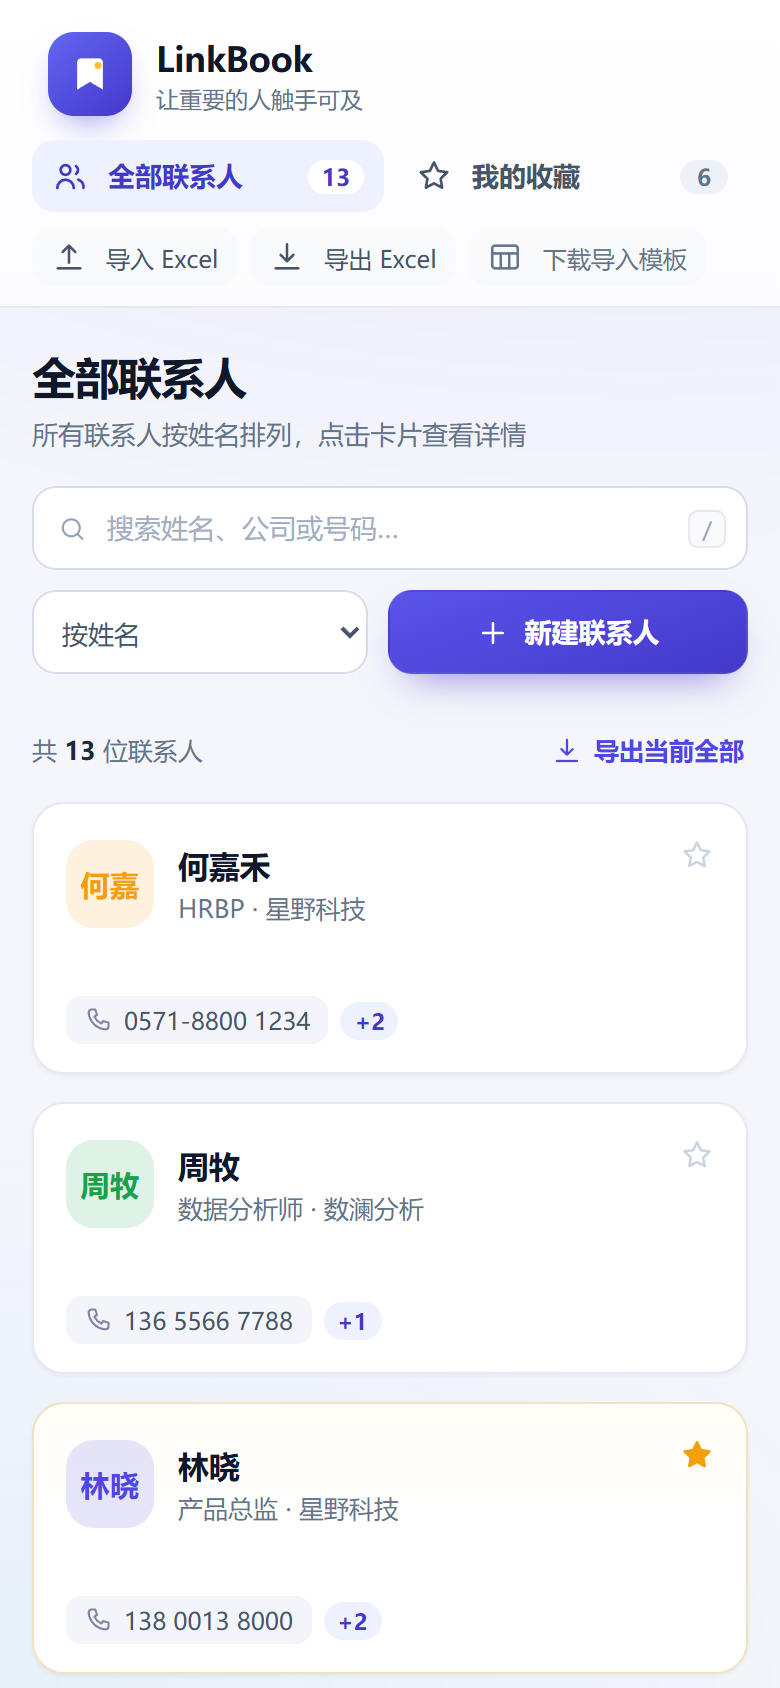 LinkBook
让重要的人触手可及
全部联系人 13 我的收藏 6
导入 Excel 导出 Excel 下载导入模板
全部联系人
所有联系人按姓名排列，点击卡片查看详情
搜索姓名、公司或号码... /
按姓名 新建联系人
共 13 位联系人 导出当前全部
何嘉 何嘉禾
HRBP · 星野科技
0571-8800 1234 +2
周牧 周牧
数据分析师 · 数澜分析
136 5566 7788 +1
林晓 林晓
产品总监 · 星野科技
138 0013 8000 +2